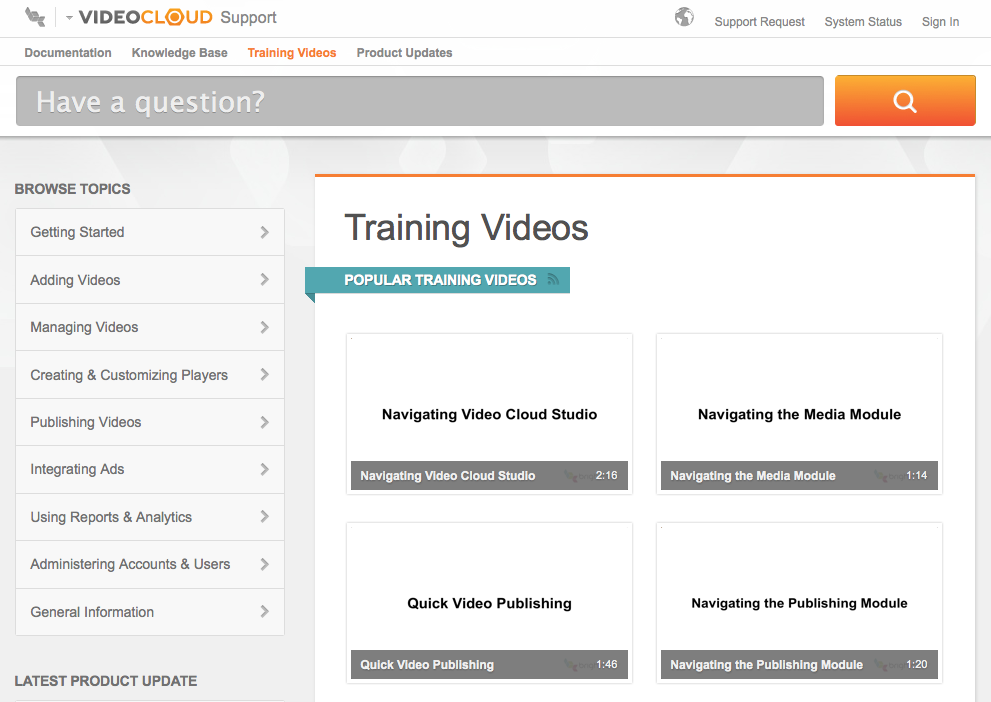 VIDEOCLOUD Support
Support Request System Status Sign In
Documentation Knowledge Base Training Videos Product Updates
Have a question?
BROWSE TOPICS
Getting Started
Adding Videos
Managing Videos
Creating & Customizing Players
Publishing Videos
Integrating Ads
Using Reports & Analytics
Administering Accounts & Users
General Information
LATEST PRODUCT UPDATE
Training Videos
POPULAR TRAINING VIDEOS
Navigating Video Cloud Studio
Navigating Video Cloud Studio 2:16
Navigating the Media Module
Navigating the Media Module 1:14
Quick Video Publishing
Quick Video Publishing 1:46
Navigating the Publishing Module
Navigating the Publishing Module 1:20